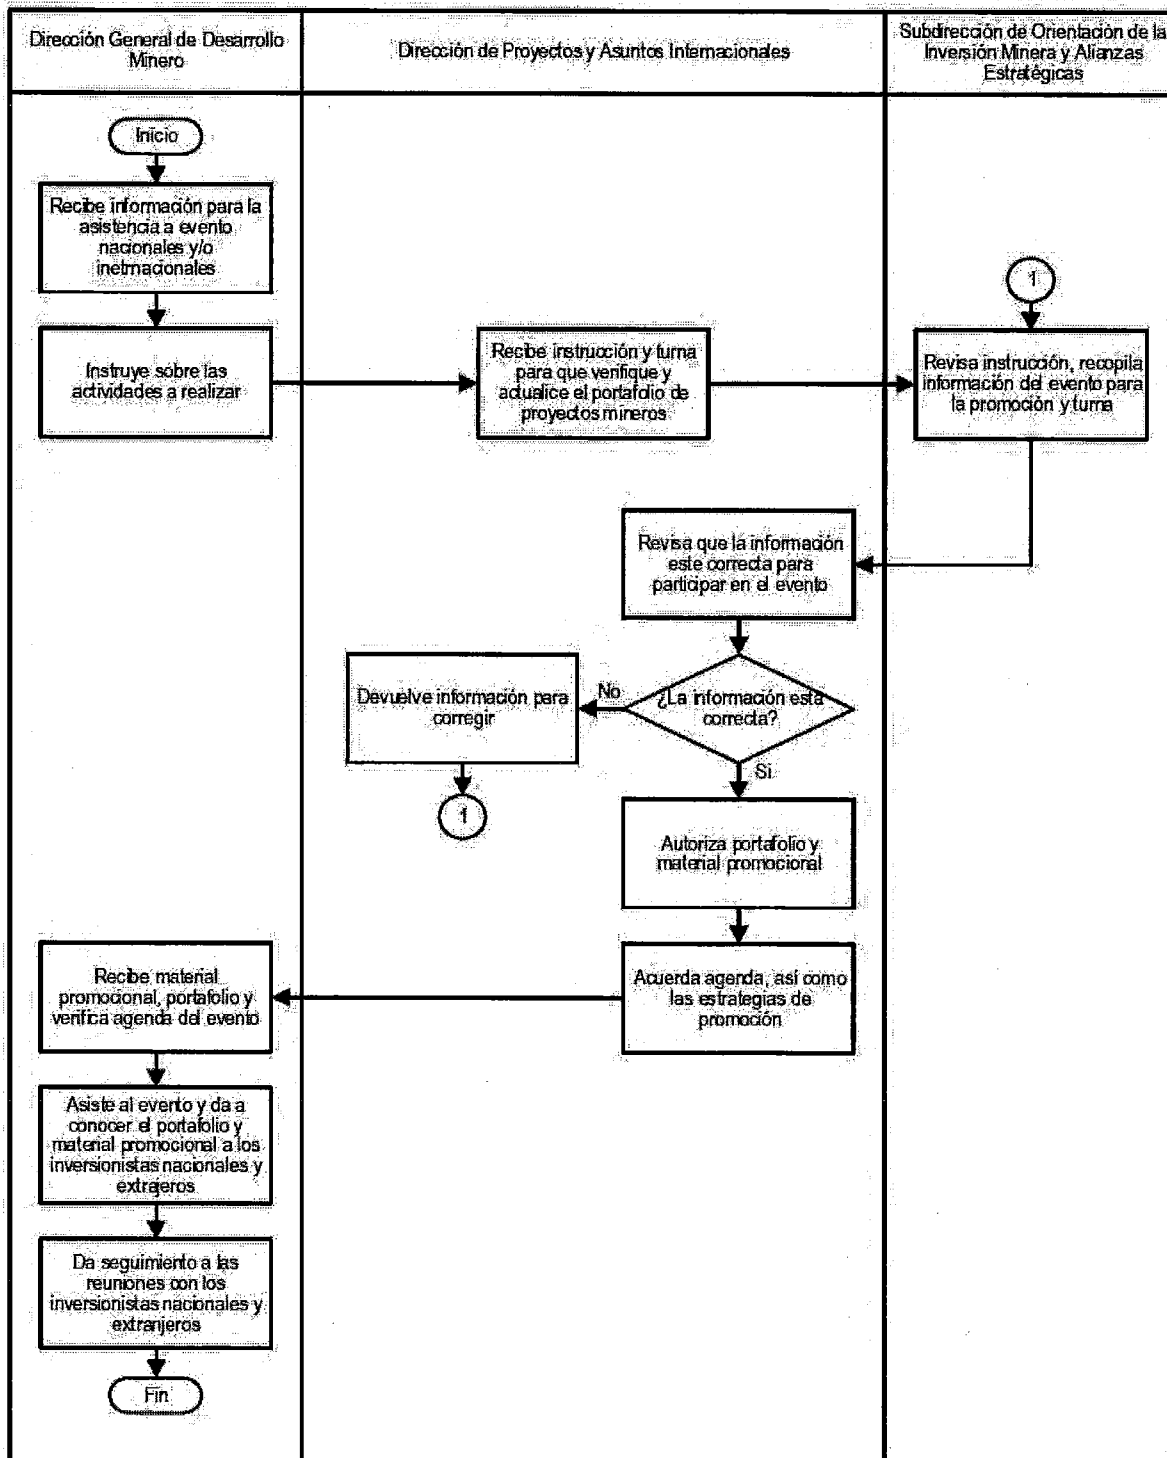 Dirección General de Desarrollo
Minero
Dirección de Proyectos y Asuntos Internacionales
Subdirección de Orientación de la
Inversión Minera y Alianzas
Estratégicas
Inicio
Recibe información para la
asistencia a evento
nacionales y/o
inetrnacionales
1
Instruye sobre las
actividades a realizar
Recibe instrucción y turna
para que verifique y
actualice el portafolio de
proyectos mineros
Revisa instrucción, recopila
información del evento para
la promoción y turna
Revisa que la información
este correcta para
participar en el evento
Devuelve información para
corregir
No
¿La información está
correcta?
Si
1
Autoriza portafolio y
material promocional
Recibe material
promocional, portafolio y
verifica agenda del evento
Acuerda agenda, así como
las estrategias de
promoción
Asiste al evento y da a
conocer el portafolio y
material promocional a los
inversionistas nacionales y
extrajeros
Da seguimiento a las
reuniones con los
inversionistas nacionales y
extranjeros
Fin